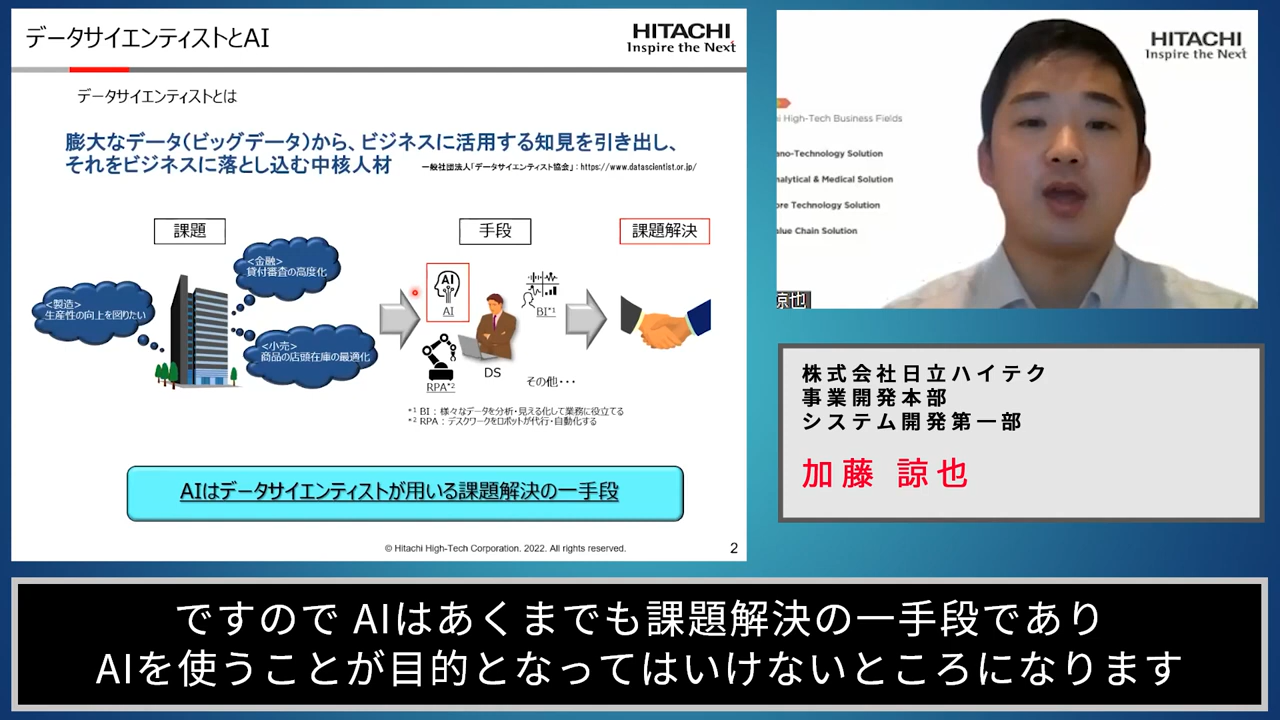 データサイエンティストとAI
HITACHI
Inspire the Next
データサイエンティストとは
膨大なデータ(ビッグデータ)から、ビジネスに活用する知見を引き出し、
それをビジネスに落とし込む中核人材
一般社団法人「データサイエンティスト協会」：https://www.datascientist.or.jp/
課題
手段
課題解決
<金融>
貸付審査の高度化
<製造>
生産性の向上を図りたい
<小売>
商品の店頭在庫の最適化
AI
AI
BI*1
RPA*2
DS
その他・・・
*1 BI：様々なデータを分析・見える化して業務に役立てる
*2 RPA：デスクワークをロボットが代行・自動化する
AIはデータサイエンティストが用いる課題解決の一手段
© Hitachi High-Tech Corporation. 2022. All rights reserved.
2
HITACHI
Inspire the Next
High-Tech Business Fields
ano-Technology Solution
nalytical & Medical Solution
ore Technology Solution
alue Chain Solution
諒也
株式会社日立ハイテク
事業開発本部
システム開発第一部
加藤 諒也
ですので AIはあくまでも課題解決の一手段であり
AIを使うことが目的となってはいけないところになります